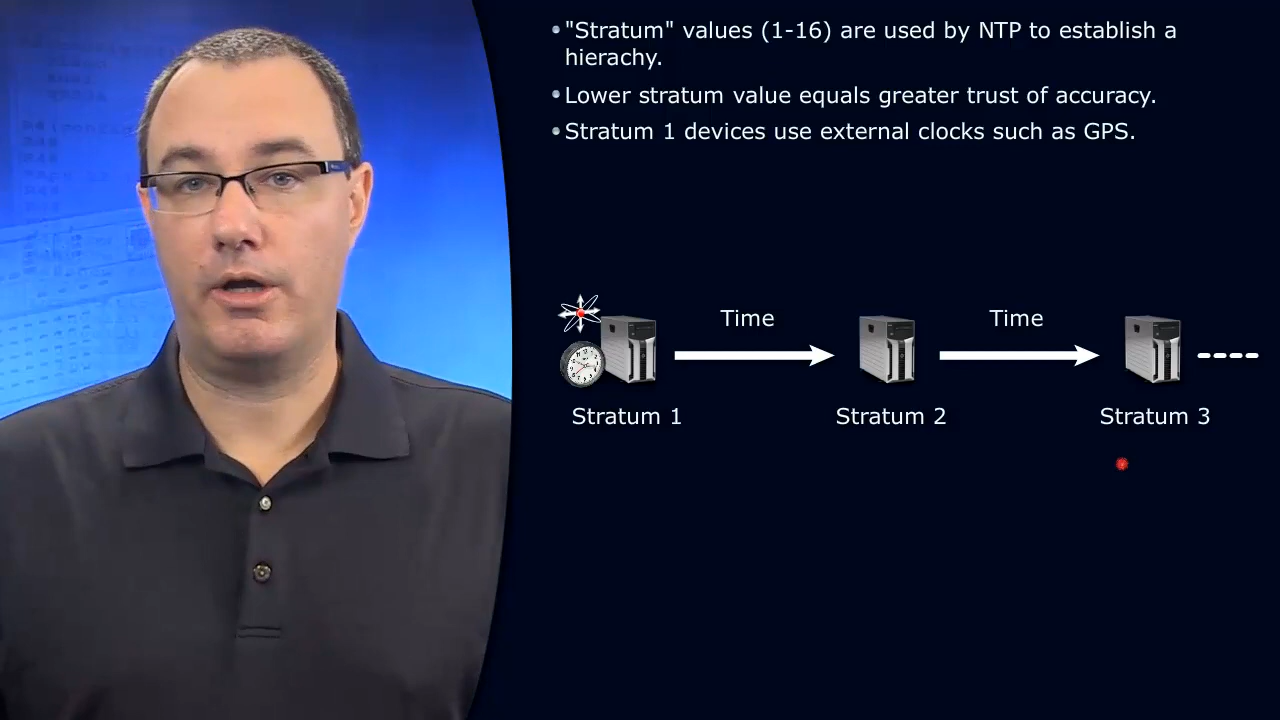 "Stratum" values (1-16) are used by NTP to establish a
hierachy.
Lower stratum value equals greater trust of accuracy.
Stratum 1 devices use external clocks such as GPS.
Time
Time
Stratum 1
Stratum 2
Stratum 3